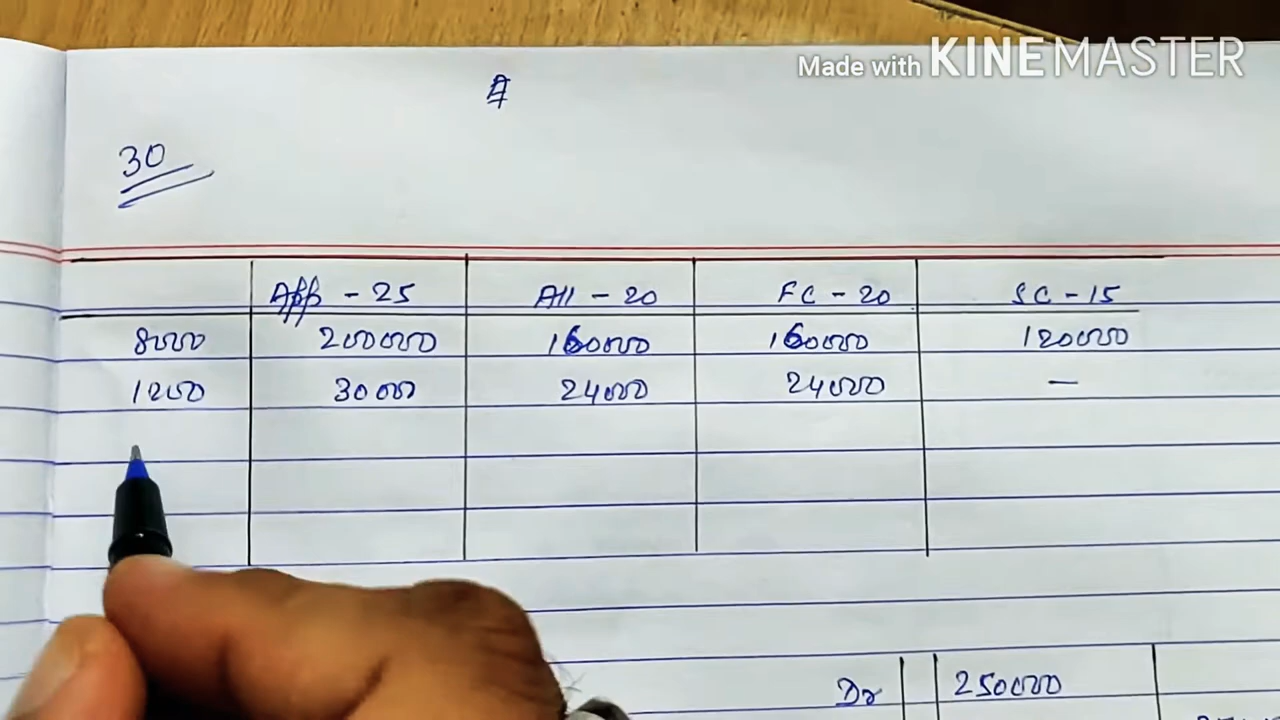 Made with KINEMASTER
30
App - 25 All - 20 FC - 20 SC - 15
8000 200000 160000 160000 120000
1200 30000 24000 24000 —
Dr 250000